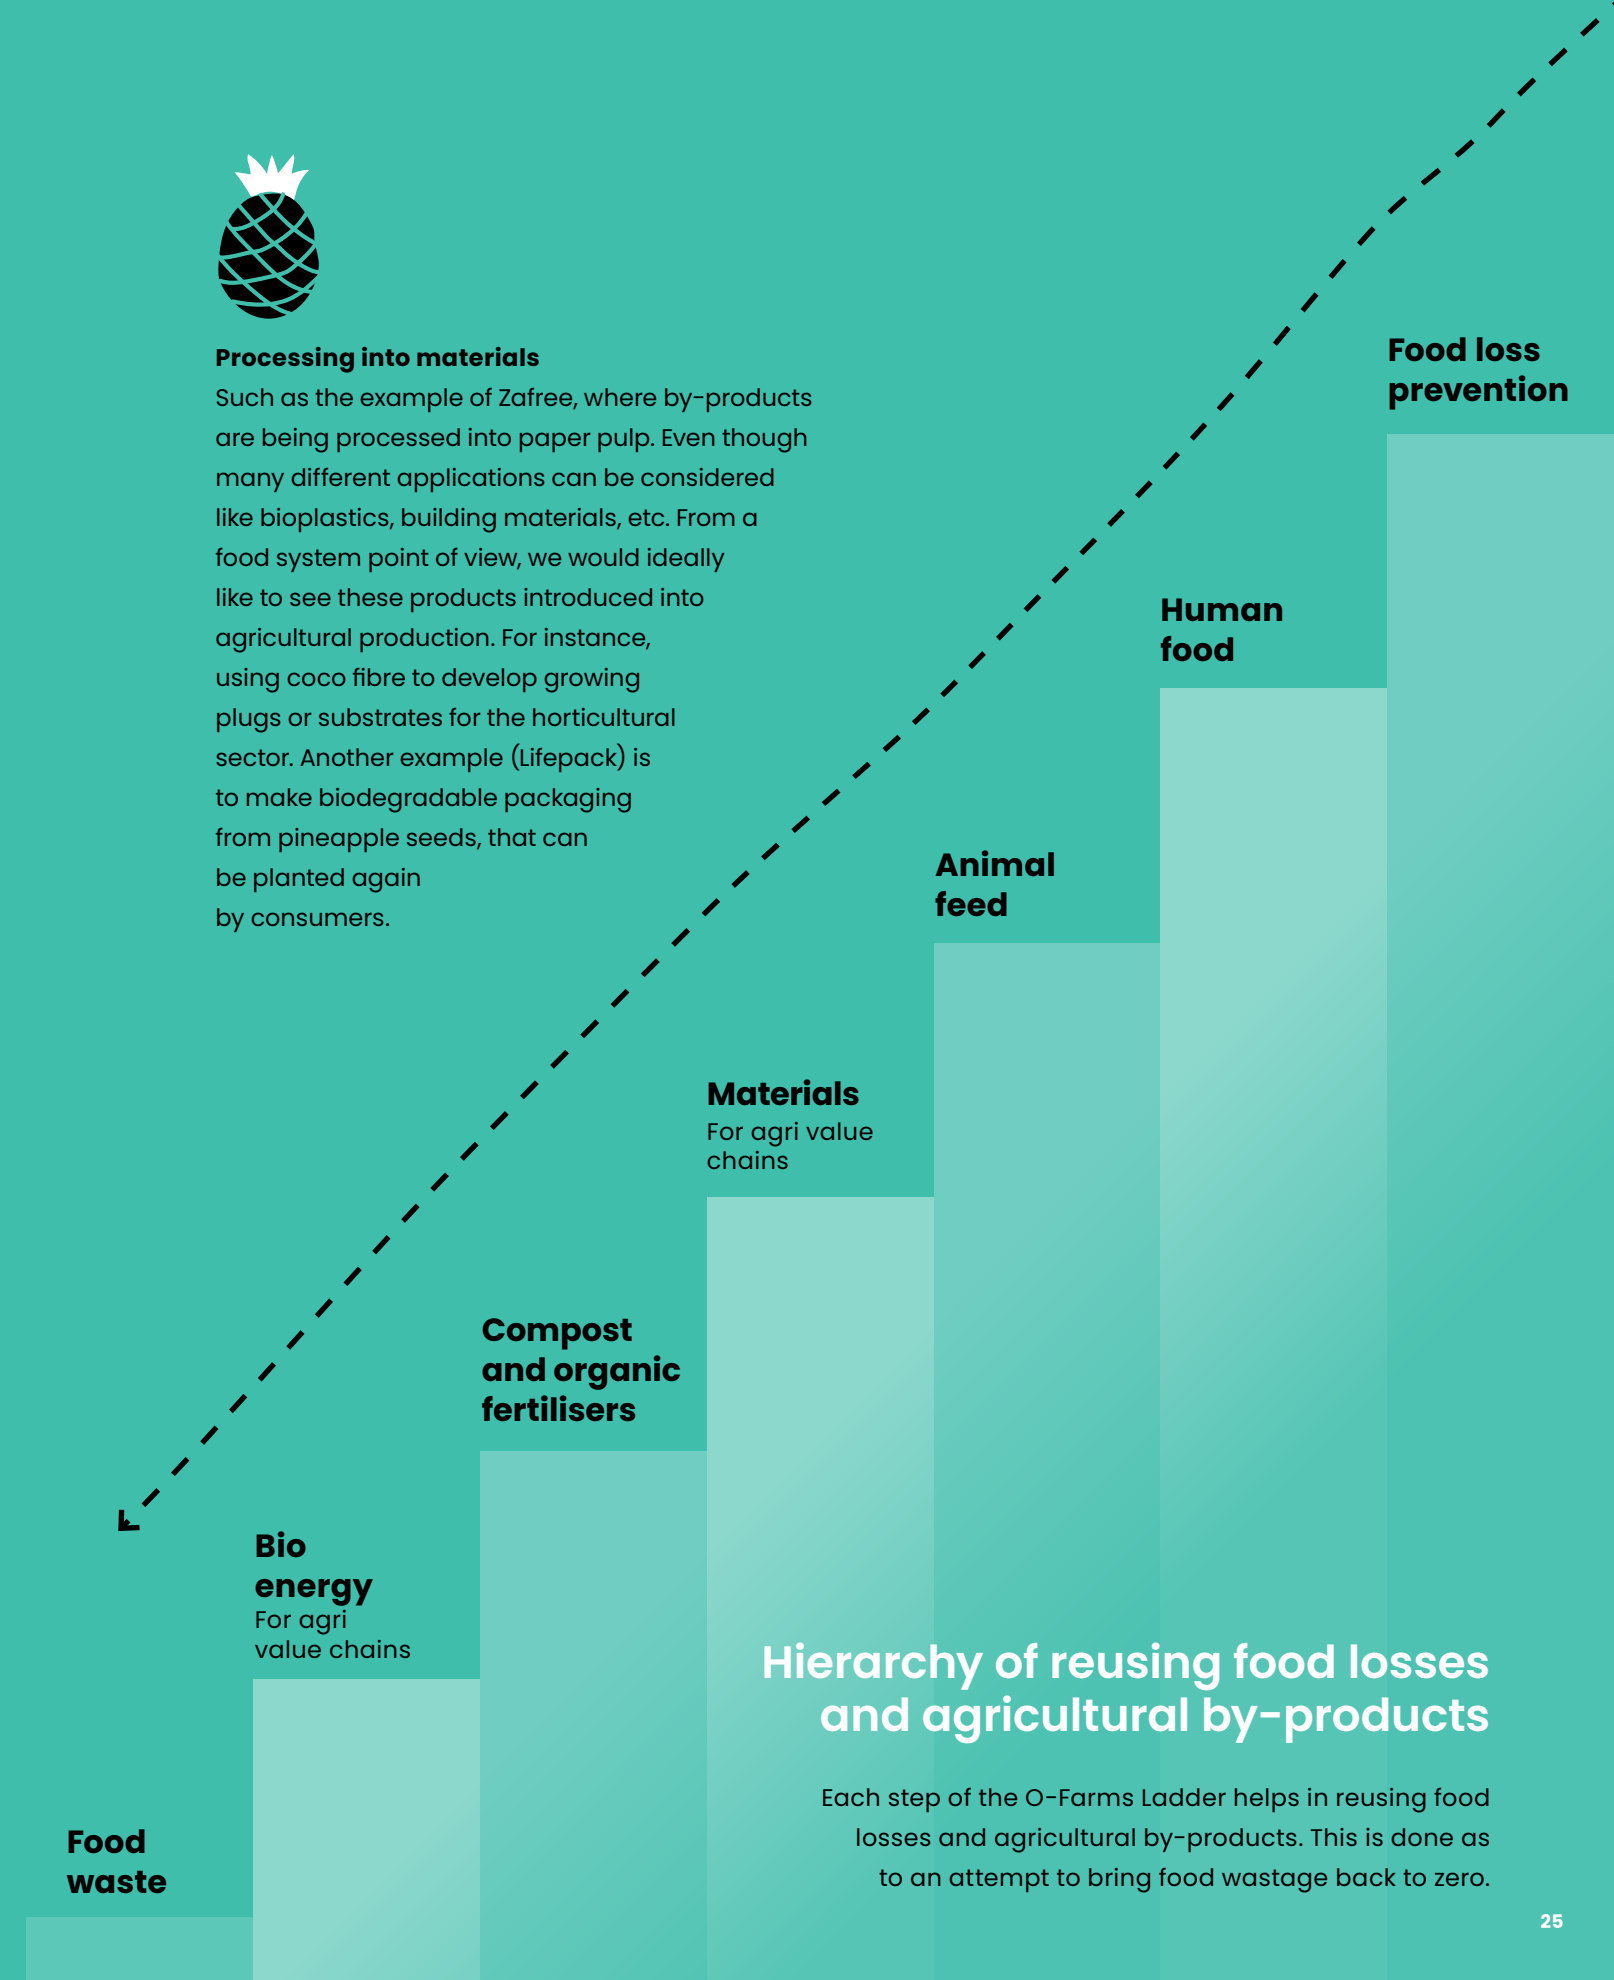 Processing into materials
Such as the example of Zafree, where by-products
are being processed into paper pulp. Even though
many different applications can be considered
like bioplastics, building materials, etc. From a
food system point of view, we would ideally
like to see these products introduced into
agricultural production. For instance,
using coco fibre to develop growing
plugs or substrates for the horticultural
sector. Another example (Lifepack) is
to make biodegradable packaging
from pineapple seeds, that can
be planted again
by consumers.
Food loss
prevention
Human
food
Animal
feed
Materials
For agri value
chains
Compost
and organic
fertilisers
Bio
energy
For agri
value chains
Food
waste
Hierarchy of reusing food losses
and agricultural by-products
Each step of the O-Farms Ladder helps in reusing food
losses and agricultural by-products. This is done as
to an attempt to bring food wastage back to zero.
25